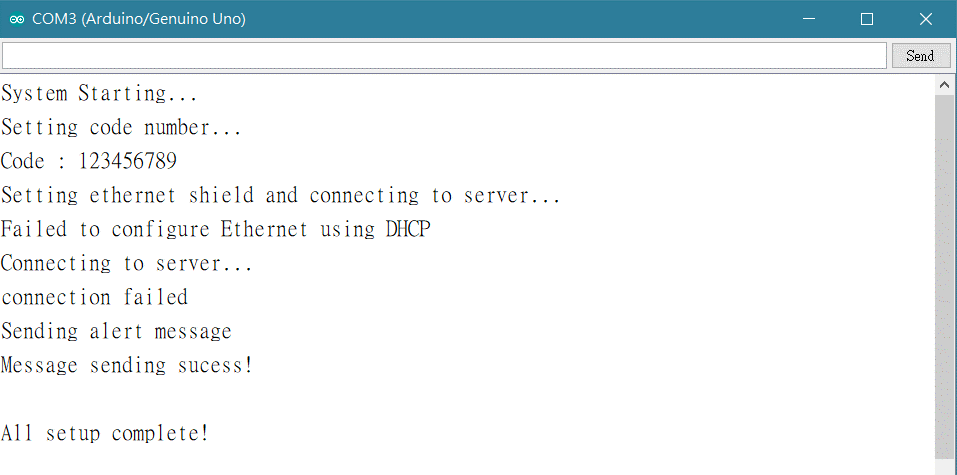 COM3 (Arduino/Genuino Uno)
Send
System Starting...
Setting code number...
Code : 123456789
Setting ethernet shield and connecting to server...
Failed to configure Ethernet using DHCP
Connecting to server...
connection failed
Sending alert message
Message sending sucess!
All setup complete!